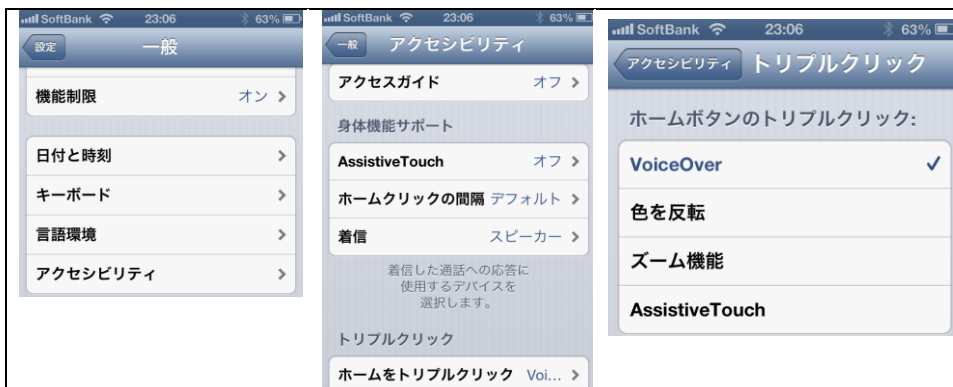 SoftBank 23:06 63%
設定 一般
機能制限 オン
日付と時刻
キーボード
言語環境
アクセシビリティ
SoftBank 23:06 63%
一般 アクセシビリティ
アクセスガイド オフ
身体機能サポート
AssistiveTouch オフ
ホームクリックの間隔 デフォルト
着信 スピーカー
着信した通話への応答に
使用するデバイスを
選択します。
トリプルクリック
ホームをトリプルクリック Voi...
SoftBank 23:06 63%
アクセシビリティ トリプルクリック
ホームボタンのトリプルクリック:
VoiceOver
色を反転
ズーム機能
AssistiveTouch